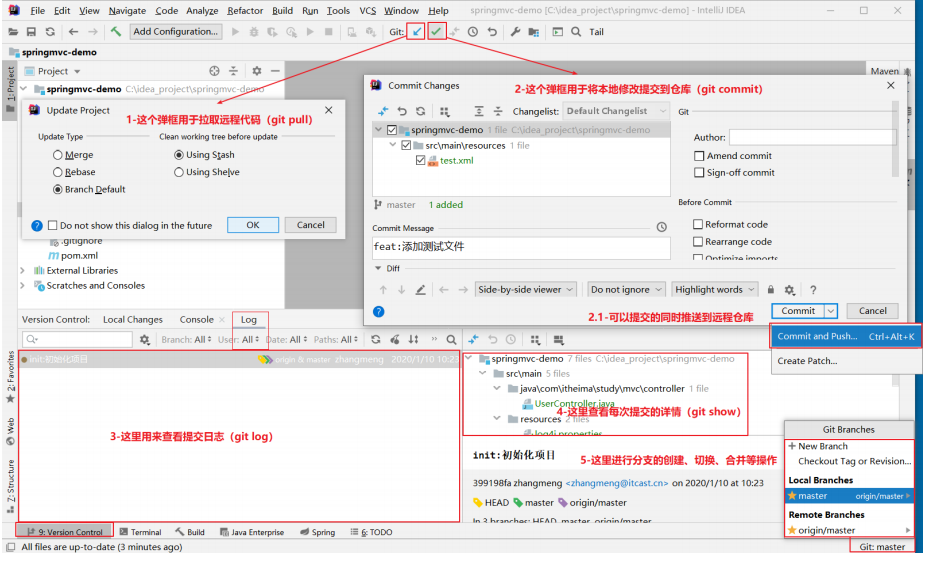 File Edit View Navigate Code Analyze Refactor Build Run Tools VCS Window Help springmvc-demo [C:\idea_project\springmvc-demo] - IntelliJ IDEA
Add Configuration... Git: Tail
springmvc-demo
1: Project
Project
Maven
springmvc-demo C:\idea_project\springmvc-demo
Update Project
1-这个弹框用于拉取远程代码（git pull）
Update Type
Clean working tree before update
Merge
Using Stash
Rebase
Using Shelve
Branch Default
Do not show this dialog in the future
OK
Cancel
.gitignore
pom.xml
External Libraries
Scratches and Consoles
Commit Changes
2-这个弹框用于将本地修改提交到仓库（git commit）
Changelist: Default Changelist
Git
springmvc-demo 1 file C:\idea_project\springmvc-demo
src\main\resources 1 file
test.xml
Author:
Amend commit
Sign-off commit
master 1 added
Before Commit
Commit Message
Reformat code
feat:添加测试文件
Rearrange code
Optimize imports
Diff
Side-by-side viewer Do not ignore Highlight words
2.1-可以提交的同时推送到远程仓库
Commit
Cancel
Commit and Push... Ctrl+Alt+K
Create Patch...
Version Control: Local Changes Console Log
Branch: All User: All Date: All Paths: All
init:初始化项目 origin & master zhangmeng 2020/1/10 10:23
3-这里用来查看提交日志（git log）
springmvc-demo 7 files C:\idea_project\springmvc-demo
src\main 5 files
java\com\itheima\study\mvc\controller 1 file
UserController.java
4-这里查看每次提交的详情（git show）
resources 2 files
log4j.properties
init:初始化项目
5-这里进行分支的创建、切换、合并等操作
399198fa zhangmeng <zhangmeng@itcast.cn> on 2020/1/10 at 10:23
HEAD master origin/master
In 3 branches: HEAD, master, origin/master
Git Branches
New Branch
Checkout Tag or Revision...
Local Branches
master origin/master
Remote Branches
origin/master
2: Favorites
Web
Z: Structure
9: Version Control Terminal Build Java Enterprise Spring 6: TODO
All files are up-to-date (3 minutes ago)
Git: master